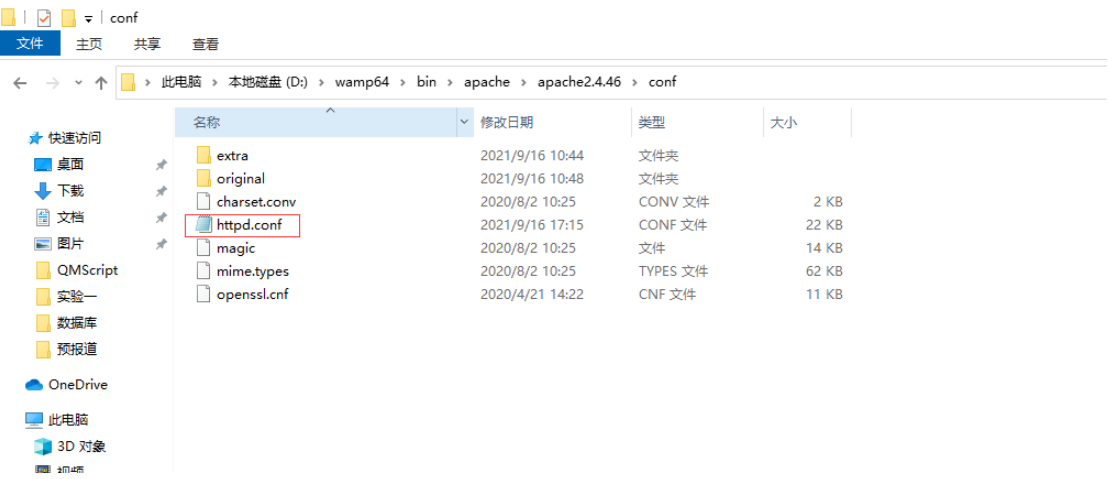 conf
文件 主页 共享 查看
此电脑 本地磁盘 (D:) wamp64 bin apache apache2.4.46 conf
名称 修改日期 类型 大小
快速访问
桌面
下载
文档
图片
QMScript
实验一
数据库
预报道
OneDrive
此电脑
3D 对象
视频
extra 2021/9/16 10:44 文件夹
original 2021/9/16 10:48 文件夹
charset.conv 2020/8/2 10:25 CONV 文件 2 KB
httpd.conf 2021/9/16 17:15 CONF 文件 22 KB
magic 2020/8/2 10:25 文件 14 KB
mime.types 2020/8/2 10:25 TYPES 文件 62 KB
openssl.cnf 2020/4/21 14:22 CNF 文件 11 KB